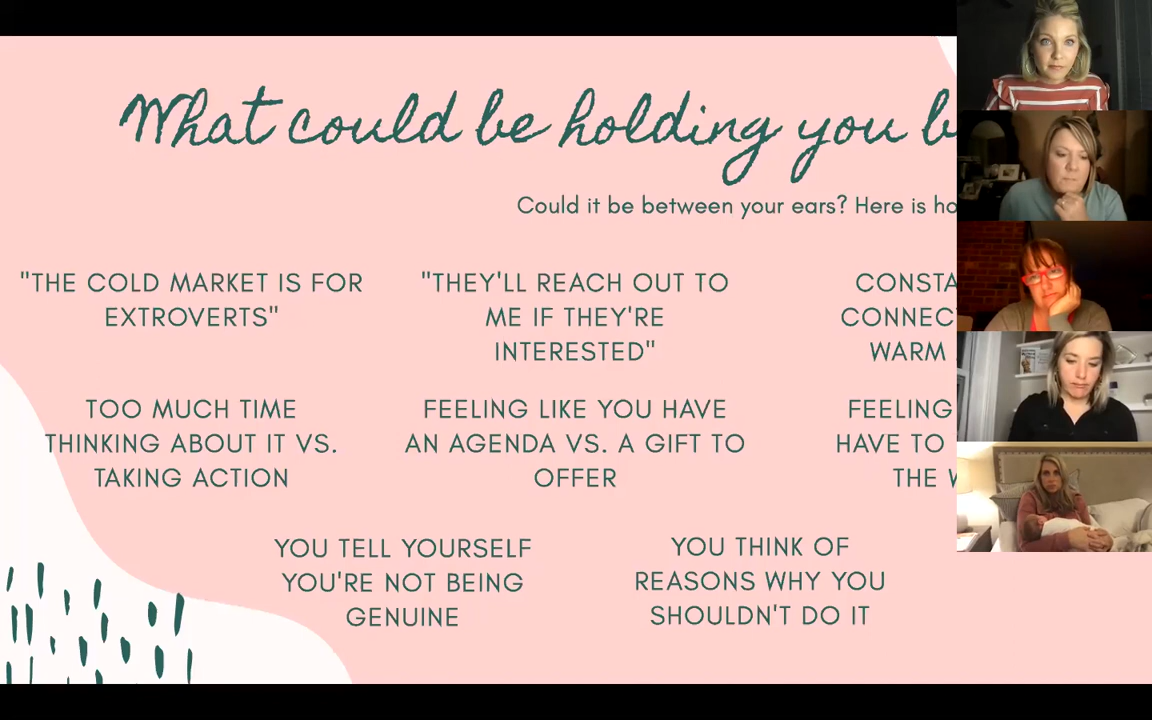 What could be holding you b
Could it be between your ears? Here is ho
"THE COLD MARKET IS FOR
EXTROVERTS"
"THEY'LL REACH OUT TO
ME IF THEY'RE
INTERESTED"
CONSTA
CONNEC
WARM
TOO MUCH TIME
THINKING ABOUT IT VS.
TAKING ACTION
FEELING LIKE YOU HAVE
AN AGENDA VS. A GIFT TO
OFFER
FEELING
HAVE TO
THE
YOU TELL YOURSELF
YOU'RE NOT BEING
GENUINE
YOU THINK OF
REASONS WHY YOU
SHOULDN'T DO IT